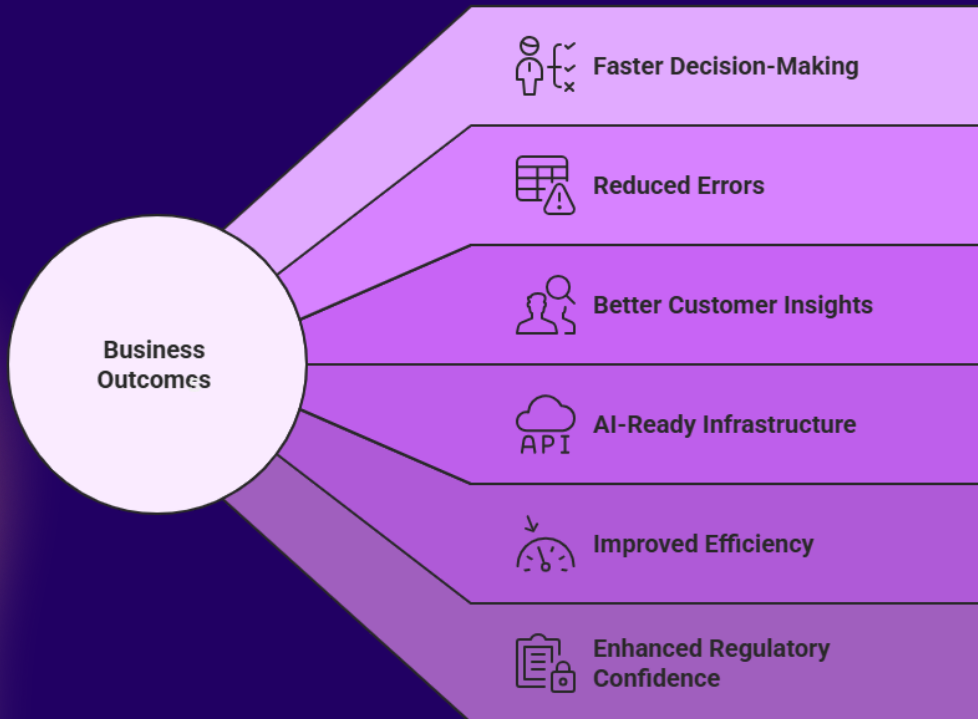 Faster Decision-Making
Reduced Errors
Better Customer Insights
Business
Outcomes
AI-Ready Infrastructure
API
Improved Efficiency
Enhanced Regulatory
Confidence